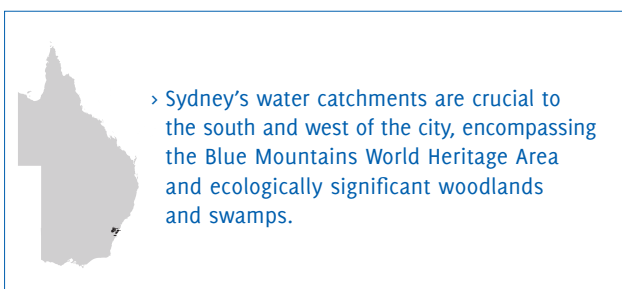 › Sydney’s water catchments are crucial to
the south and west of the city, encompassing
the Blue Mountains World Heritage Area
and ecologically significant woodlands
and swamps.